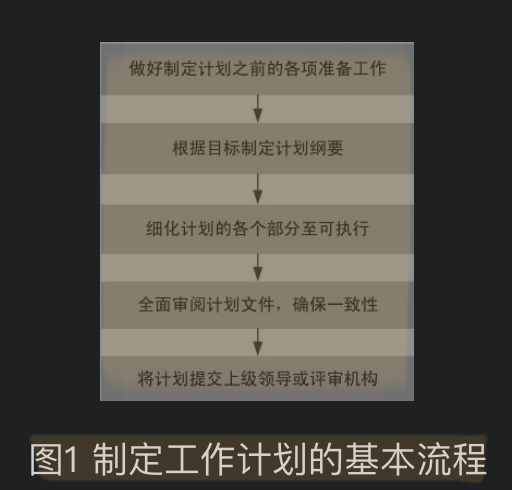 做好制定计划之前的各项准备工作
根据目标制定计划纲要
细化计划的各个部分至可执行
全面审阅计划文件，确保一致性
将计划提交上级领导或评审机构
图1 制定工作计划的基本流程